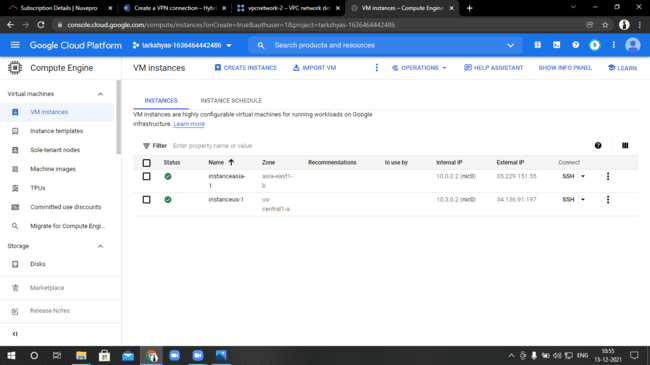 Subscription Details | Nuvepro
Create a VPN connection – Hybri
vpcnetwork-2 – VPC network det
VM instances – Compute Engine
console.cloud.google.com/compute/instances?onCreate=true&authuser=1&project=tarkshyas-1636464442486
Google Cloud Platform
tarkshyas-1636464442486
Search products and resources
9
Compute Engine
VM instances
CREATE INSTANCE
IMPORT VM
OPERATIONS
HELP ASSISTANT
SHOW INFO PANEL
LEARN
Virtual machines
VM instances
Instance templates
Sole-tenant nodes
Machine images
TPUs
Committed use discounts
Migrate for Compute Engi...
Storage
Disks
Marketplace
Release Notes
INSTANCES
INSTANCE SCHEDULE
VM instances are highly configurable virtual machines for running workloads on Google
infrastructure. Learn more
Filter Enter property name or value
Status Name Zone Recommendations In use by Internal IP External IP Connect
instanceasia-
1
asia-east1-
b
10.0.0.2 (nic0) 35.229.151.55 SSH
instanceus-1
us-
central1-a
10.3.0.2 (nic0) 34.136.91.197 SSH
ENG
10:55
13-12-2021